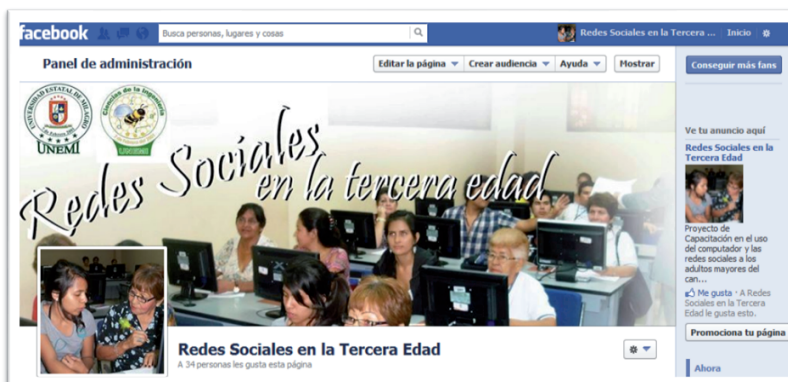 facebook
Busca personas, lugares y cosas
Redes Sociales en la Tercera ...
Inicio
Panel de administración
Editar la página
Crear audiencia
Ayuda
Mostrar
Conseguir más fans
UNIVERSIDAD ESTATAL DE MILAGRO
UNEMI
Ciencias de la Ingeniería
UNEMI
Redes Sociales
en la tercera edad
Ve tu anuncio aquí
Redes Sociales en la
Tercera Edad
Proyecto de
Capacitación en el uso
del computador y las
redes sociales a los
adultos mayores del
can...
Me gusta · A Redes
Sociales en la Tercera
Edad le gusta esto.
Promociona tu página
Redes Sociales en la Tercera Edad
A 34 personas les gusta esta página
Ahora